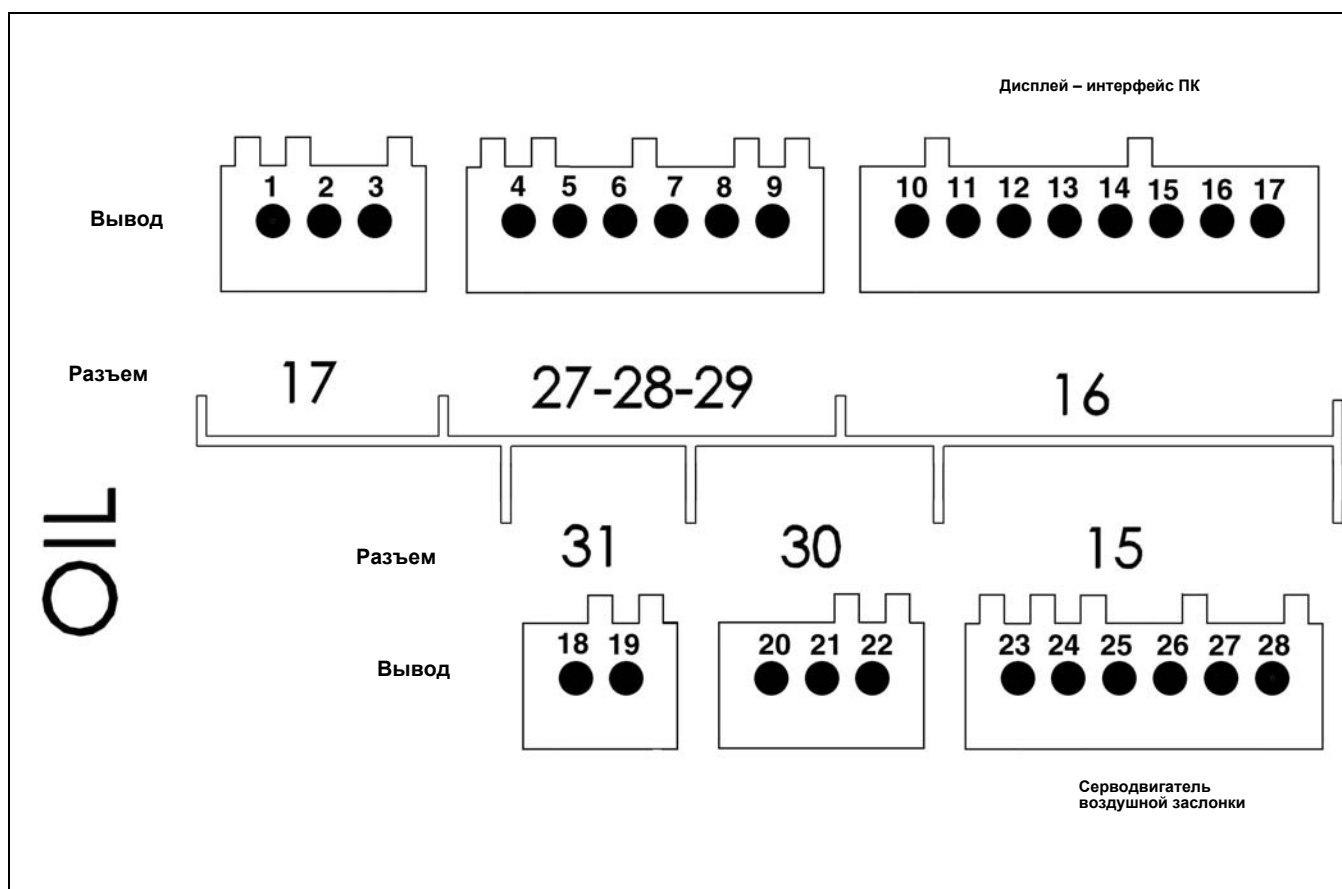 Дисплей – интерфейс ПК
1 2 3 4 5 6 7 8 9 10 11 12 13 14 15 16 17
Вывод
Разъем 17 27-28-29 16
OIL
Разъем 31 30 15
18 19 20 21 22 23 24 25 26 27 28
Вывод
Серводвигатель
воздушной заслонки